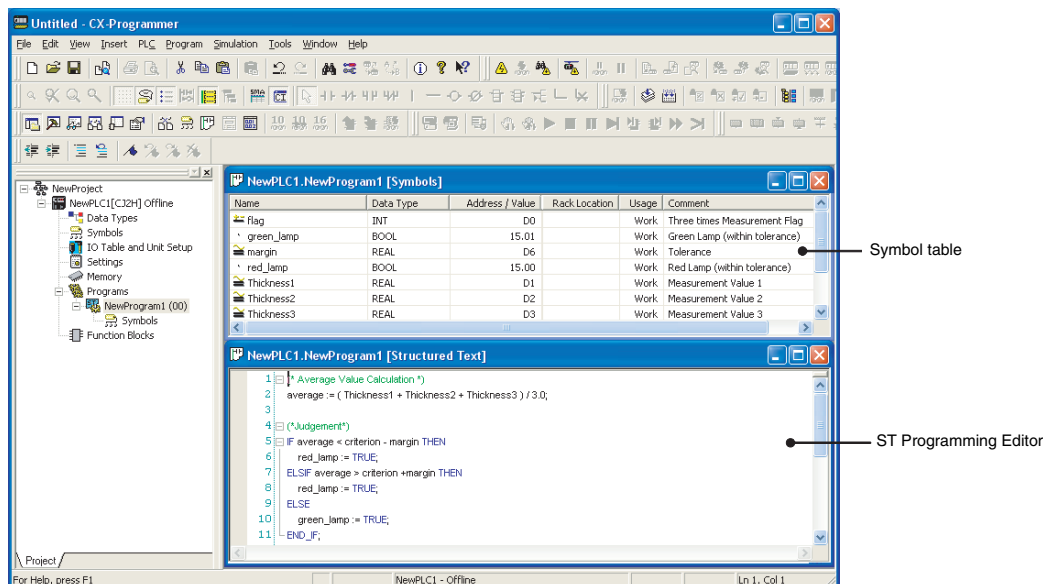 Untitled - CX-Programmer
File Edit View Insert PLC Program Simulation Tools Window Help
10 10 16
NewProject
NewPLC1[CJ2H] Offline
Data Types
Symbols
IO Table and Unit Setup
Settings
Memory
Programs
NewProgram1 (00)
Symbols
Function Blocks
Project
NewPLC1.NewProgram1 [Symbols]
Name Data Type Address / Value Rack Location Usage Comment
flag INT D0 Work Three times Measurement Flag
green_lamp BOOL 15.01 Work Green Lamp (within tolerance)
margin REAL D6 Work Tolerance
red_lamp BOOL 15.00 Work Red Lamp (within tolerance)
Thickness1 REAL D1 Work Measurement Value 1
Thickness2 REAL D2 Work Measurement Value 2
Thickness3 REAL D3 Work Measurement Value 3
Symbol table
NewPLC1.NewProgram1 [Structured Text]
1 (* Average Value Calculation *)
2 average := ( Thickness1 + Thickness2 + Thickness3 ) / 3.0;
3
4 (*Judgement*)
5 IF average < criterion - margin THEN
6 red_lamp := TRUE;
7 ELSIF average > criterion +margin THEN
8 red_lamp := TRUE;
9 ELSE
10 green_lamp := TRUE;
11 END_IF;
ST Programming Editor
For Help, press F1 NewPLC1 - Offline Ln 1, Col 1